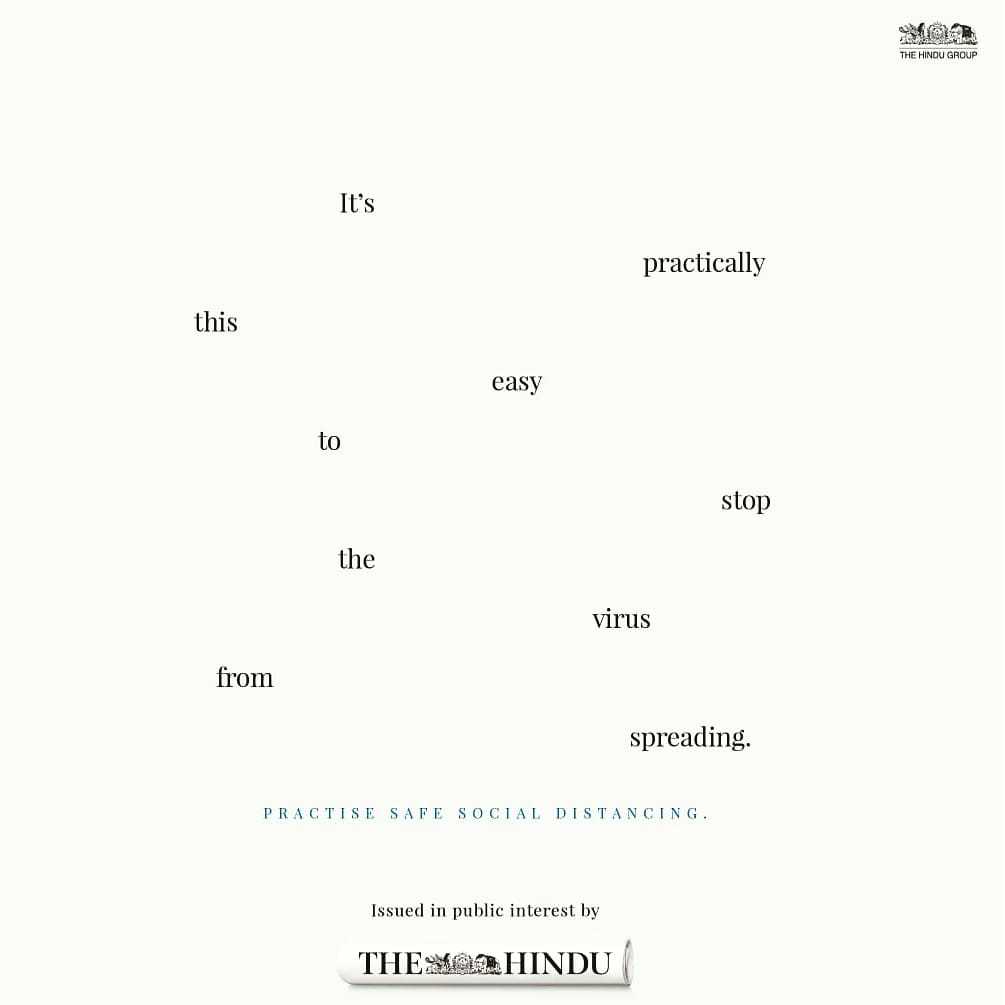 THE HINDU GROUP
It’s
practically
this
easy
to
stop
the
virus
from
spreading.
PRACTISE SAFE SOCIAL DISTANCING.
Issued in public interest by
THE HINDU